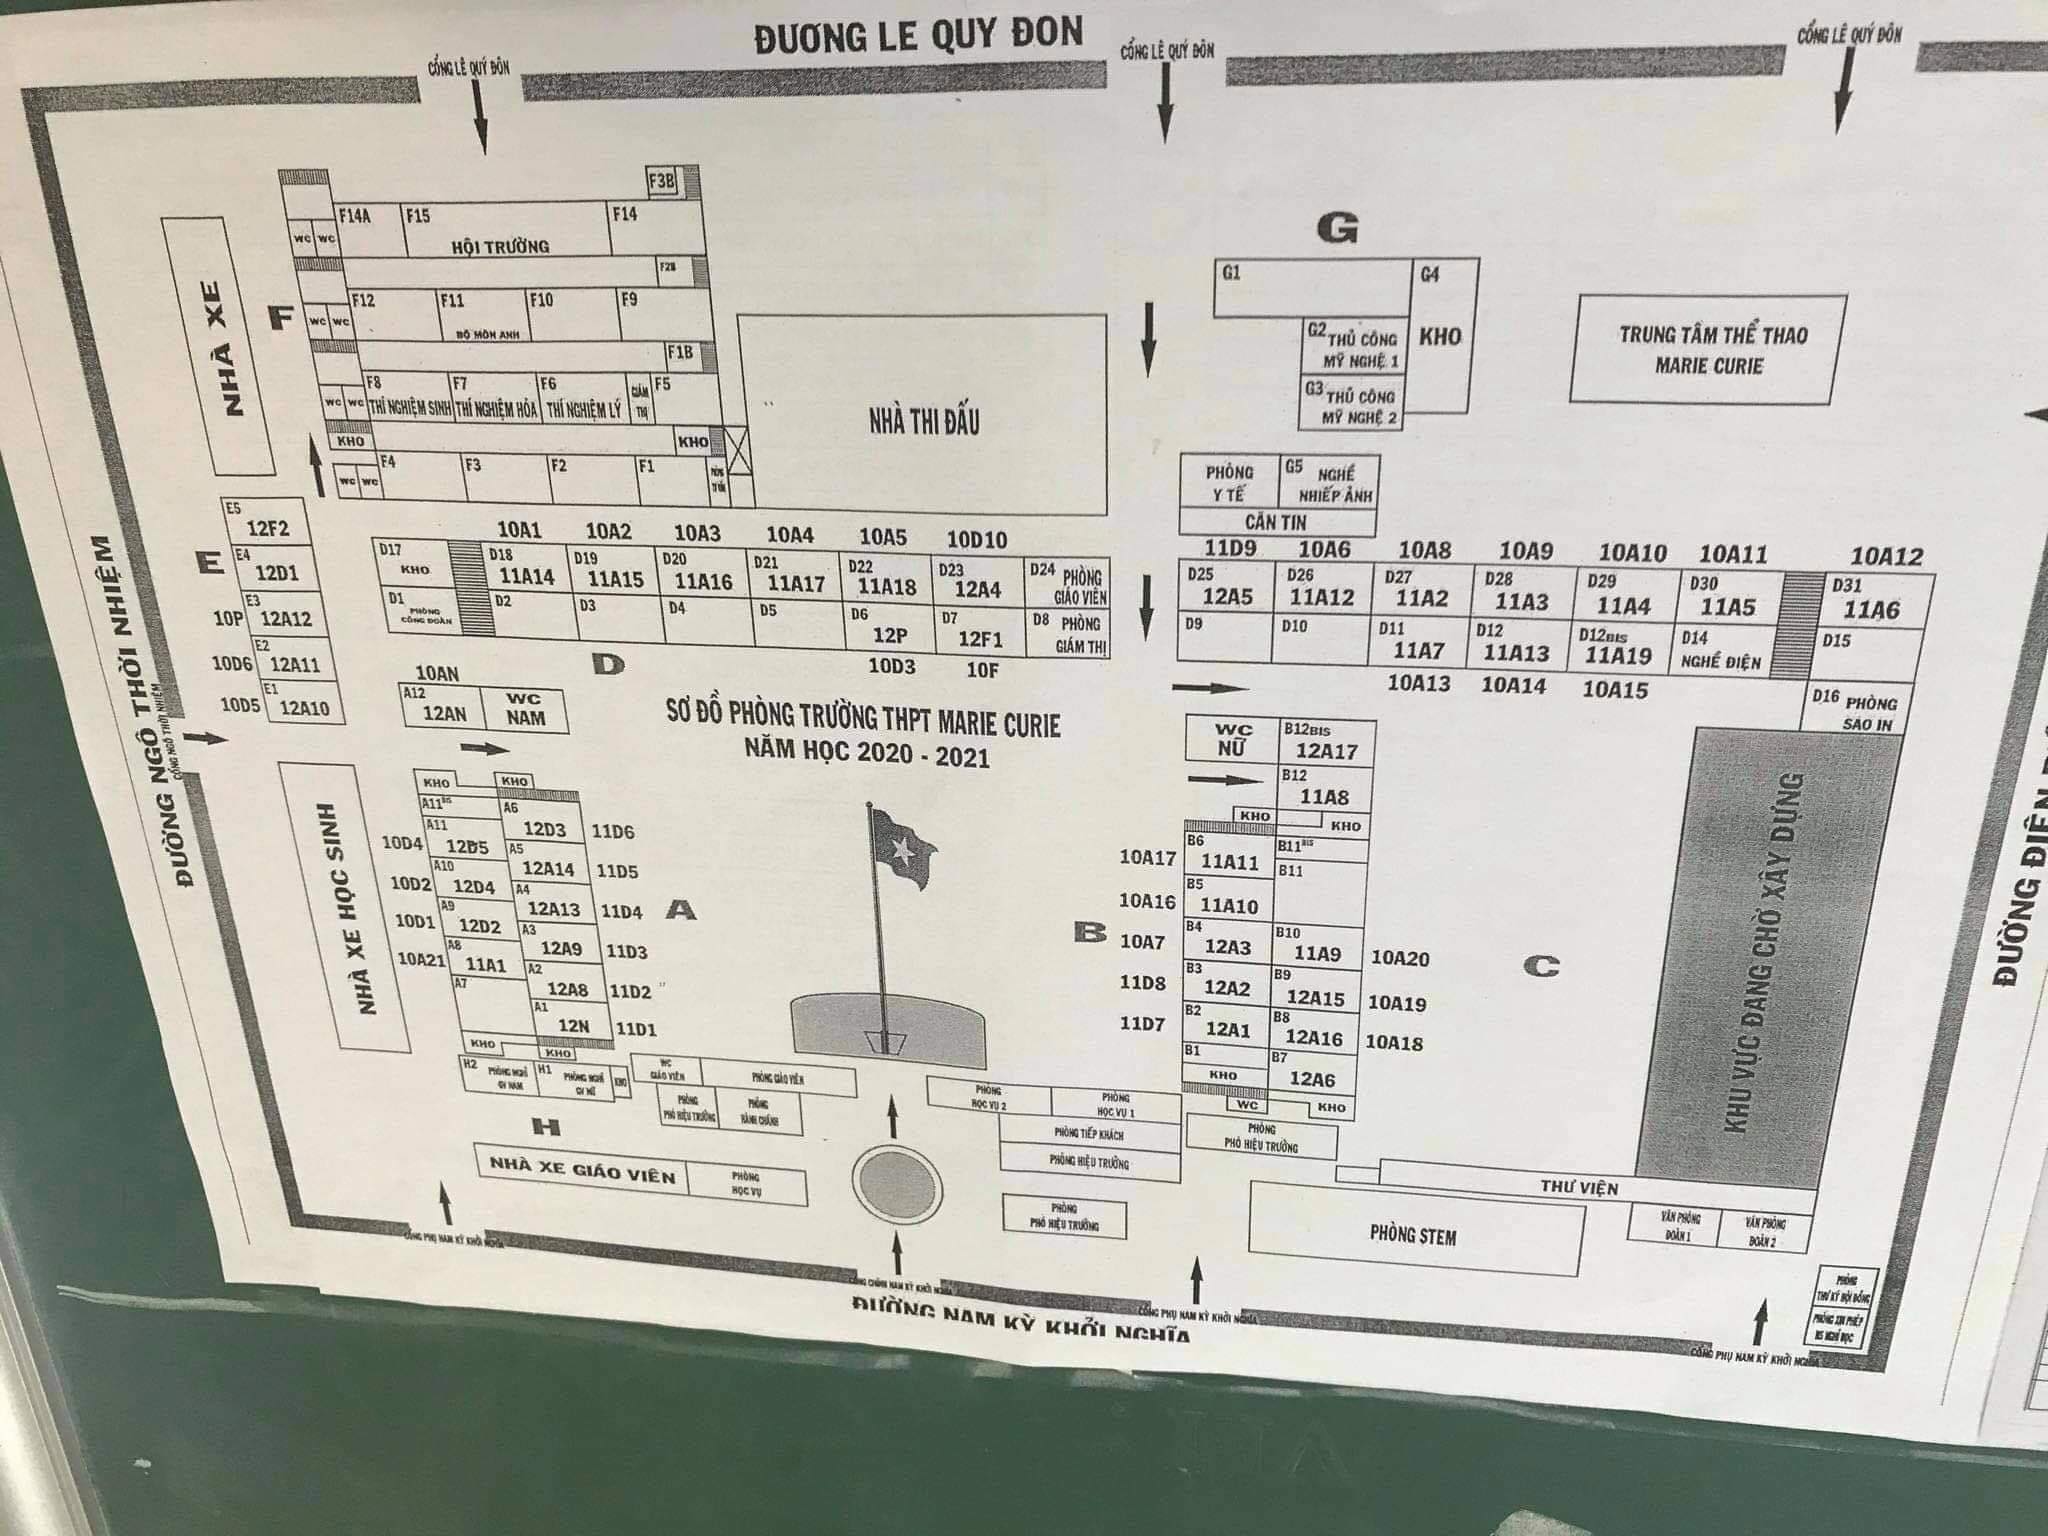 ĐƯƠNG LE QUY ĐON
CỔNG LÊ QUÝ ĐÔN
CỔNG LÊ QUÝ ĐÔN
CỔNG LÊ QUÝ ĐÔN
F3B
F14A F15 F14
WC WC
HỘI TRƯỜNG
F2B
NHÀ XE
F
F12 F11 F10 F9
WC WC
BỘ MÔN ANH
F1B
F8 F7 F6 F5
WC WC
THÍ NGHIỆM SINH THÍ NGHIỆM HÓA THÍ NGHIỆM LÝ
GIÁM THỊ
KHO KHO
F4 F3 F2 F1
WC WC
NHÀ THI ĐẤU
G
G1 G4
G2 THỦ CÔNG
MỸ NGHỆ 1
KHO
G3 THỦ CÔNG
MỸ NGHỆ 2
TRUNG TÂM THỂ THAO
MARIE CURIE
PHÒNG
Y TẾ
G5 NGHỀ
NHIẾP ẢNH
CĂN TIN
ĐƯỜNG NGÔ THỜI NHIỆM
CỔNG NGÔ THỜI NHIỆM
E
E5 12F2
E4 12D1
10P E3 12A12
10D6 E2 12A11
10D5 E1 12A10
10A1 10A2 10A3 10A4 10A5 10D10
D17 D18 D19 D20 D21 D22 D23 D24
KHO 11A14 11A15 11A16 11A17 11A18 12A4 PHÒNG
GIÁO VIÊN
D1 D2 D3 D4 D5 D6 D7 D8
PHÒNG
CÔNG ĐOÀN
12P 12F1 PHÒNG
GIÁM THỊ
D
10D3 10F
11D9 10A6 10A8 10A9 10A10 10A11 10A12
D25 D26 D27 D28 D29 D30 D31
12A5 11A12 11A2 11A3 11A4 11A5 11A6
D9 D10 D11 D12 D12BIS D14 D15
11A7 11A13 11A19 NGHỀ ĐIỆN
10A13 10A14 10A15
D16 PHÒNG
SAO IN
10AN
A12 12AN
WC
NAM
SƠ ĐỒ PHÒNG TRƯỜNG THPT MARIE CURIE
NĂM HỌC 2020 - 2021
WC
NỮ
B12BIS
12A17
B12
11A8
NHÀ XE HỌC SINH
KHO KHO
A11BIS
A6 12D3 11D6
10D4 A11 12D5
A5 12A14 11D5
10D2 A10 12D4
A4 12A13 11D4
A
10D1 A9 12D2
A3 12A9 11D3
10A21 A8 11A1
A2 12A8 11D2
A7
A1 12N 11D1
KHO
KHO
B
KHO KHO
10A17 B6 11A11 B11BIS
10A16 B5 11A10 B11
10A7 B4 12A3 B10 11A9 10A20
11D8 B3 12A2 B9 12A15 10A19
11D7 B2 12A1 B8 12A16 10A18
B1 KHO B7 12A6
WC KHO
C
KHU VỰC ĐANG CHỜ XÂY DỰNG
H2 PHÒNG NGHỈ
GV NAM
H1 PHÒNG NGHỈ
GV NỮ
KHO
WC
GIÁO VIÊN
PHÒNG GIÁO VIÊN
PHÒNG
PHÓ HIỆU TRƯỞNG
PHÒNG
HÀNH CHÁNH
H
NHÀ XE GIÁO VIÊN
PHÒNG
HỌC VỤ
PHÒNG
HỌC VỤ 2
PHÒNG
HỌC VỤ 1
PHÒNG TIẾP KHÁCH
PHÒNG HIỆU TRƯỞNG
PHÒNG
PHÓ HIỆU TRƯỞNG
PHÒNG
PHÓ HIỆU TRƯỞNG
THƯ VIỆN
PHÒNG STEM
VĂN PHÒNG
ĐOÀN 1
VĂN PHÒNG
ĐOÀN 2
PHÒNG
THƯ KÝ HỘI ĐỒNG
CỔNG PHỤ NAM KỲ KHỞI NGHĨA
CỔNG CHÍNH NAM KỲ KHỞI NGHĨA
CỔNG PHỤ NAM KỲ KHỞI NGHĨA
CỔNG PHỤ NAM KỲ KHỞI NGHĨA
ĐƯỜNG NAM KỲ KHỞI NGHĨA
ĐƯỜNG ĐIỆN